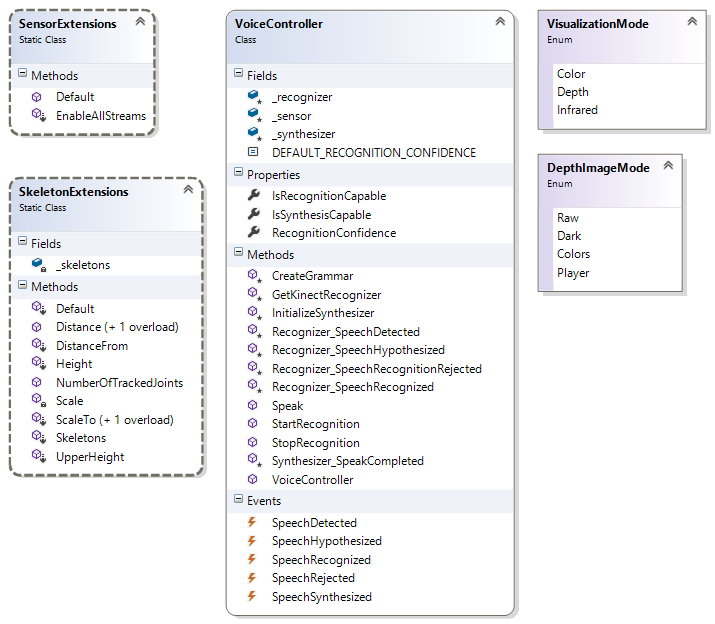 SensorExtensions
Static Class
Methods
Default
EnableAllStreams
SkeletonExtensions
Static Class
Fields
_skeletons
Methods
Default
Distance (+ 1 overload)
DistanceFrom
Height
NumberOfTrackedJoints
Scale
ScaleTo (+ 1 overload)
Skeletons
UpperHeight
VoiceController
Class
Fields
_recognizer
_sensor
_synthesizer
DEFAULT_RECOGNITION_CONFIDENCE
Properties
IsRecognitionCapable
IsSynthesisCapable
RecognitionConfidence
Methods
CreateGrammar
GetKinectRecognizer
InitializeSynthesizer
Recognizer_SpeechDetected
Recognizer_SpeechHypothesized
Recognizer_SpeechRecognitionRejected
Recognizer_SpeechRecognized
Speak
StartRecognition
StopRecognition
Synthesizer_SpeakCompleted
VoiceController
Events
SpeechDetected
SpeechHypothesized
SpeechRecognized
SpeechRejected
SpeechSynthesized
VisualizationMode
Enum
Color
Depth
Infrared
DepthImageMode
Enum
Raw
Dark
Colors
Player